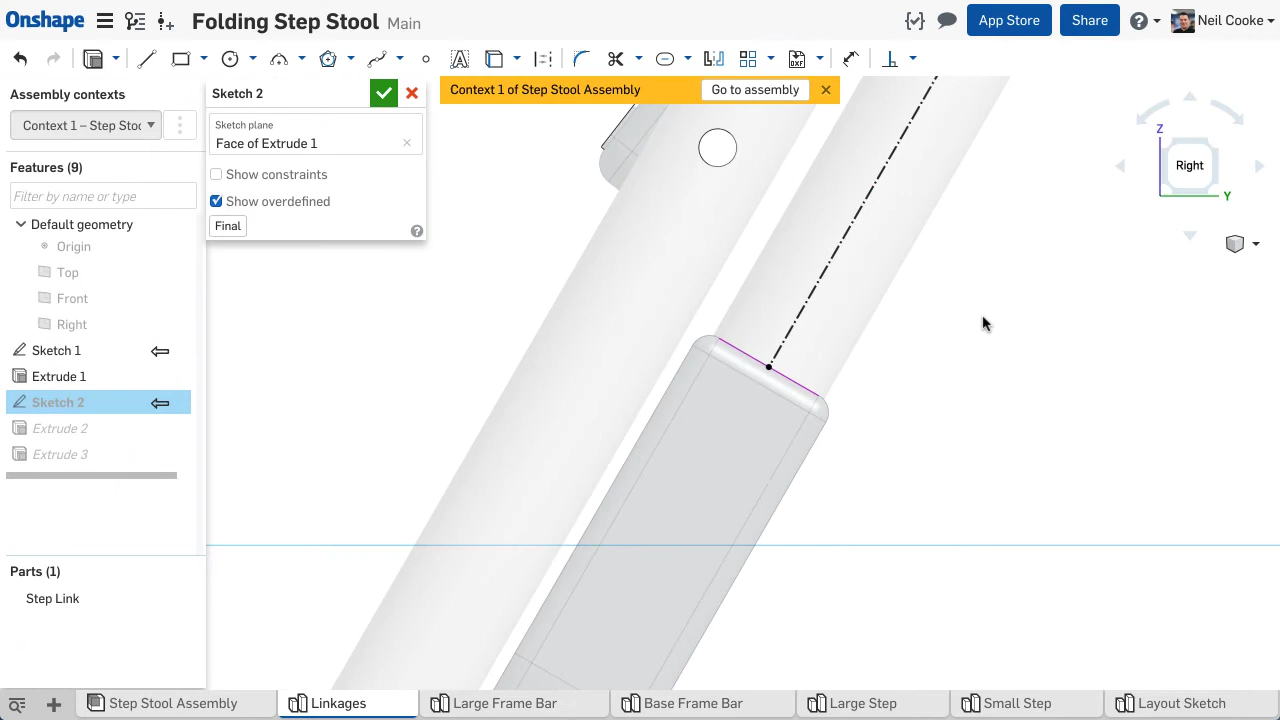 Onshape
Folding Step Stool Main
App Store
Share
Neil Cooke
Assembly contexts
Context 1 – Step Stoo
Features (9)
Filter by name or type
Default geometry
Origin
Top
Front
Right
Sketch 1
Extrude 1
Sketch 2
Extrude 2
Extrude 3
Parts (1)
Step Link
Sketch 2
Sketch plane
Face of Extrude 1
Show constraints
Show overdefined
Final
Context 1 of Step Stool Assembly
Go to assembly
Z
Right
Y
Step Stool Assembly
Linkages
Large Frame Bar
Base Frame Bar
Large Step
Small Step
Layout Sketch